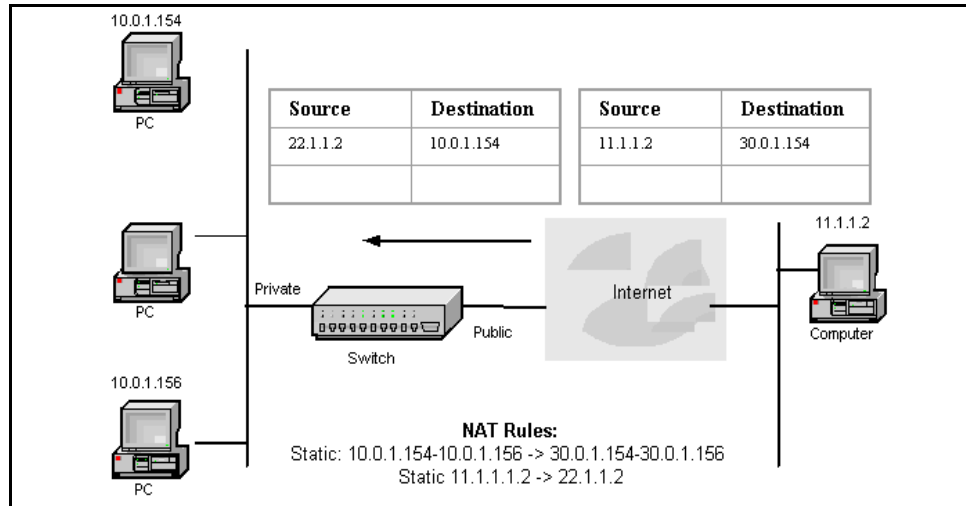 10.0.1.154
PC
Source Destination
22.1.1.2 10.0.1.154
Source Destination
11.1.1.2 30.0.1.154
11.1.1.2
PC
Private
Switch
Public
Internet
Computer
10.0.1.156
PC
NAT Rules:
Static: 10.0.1.154-10.0.1.156 -> 30.0.1.154-30.0.1.156
Static 11.1.1.1.2 -> 22.1.1.2